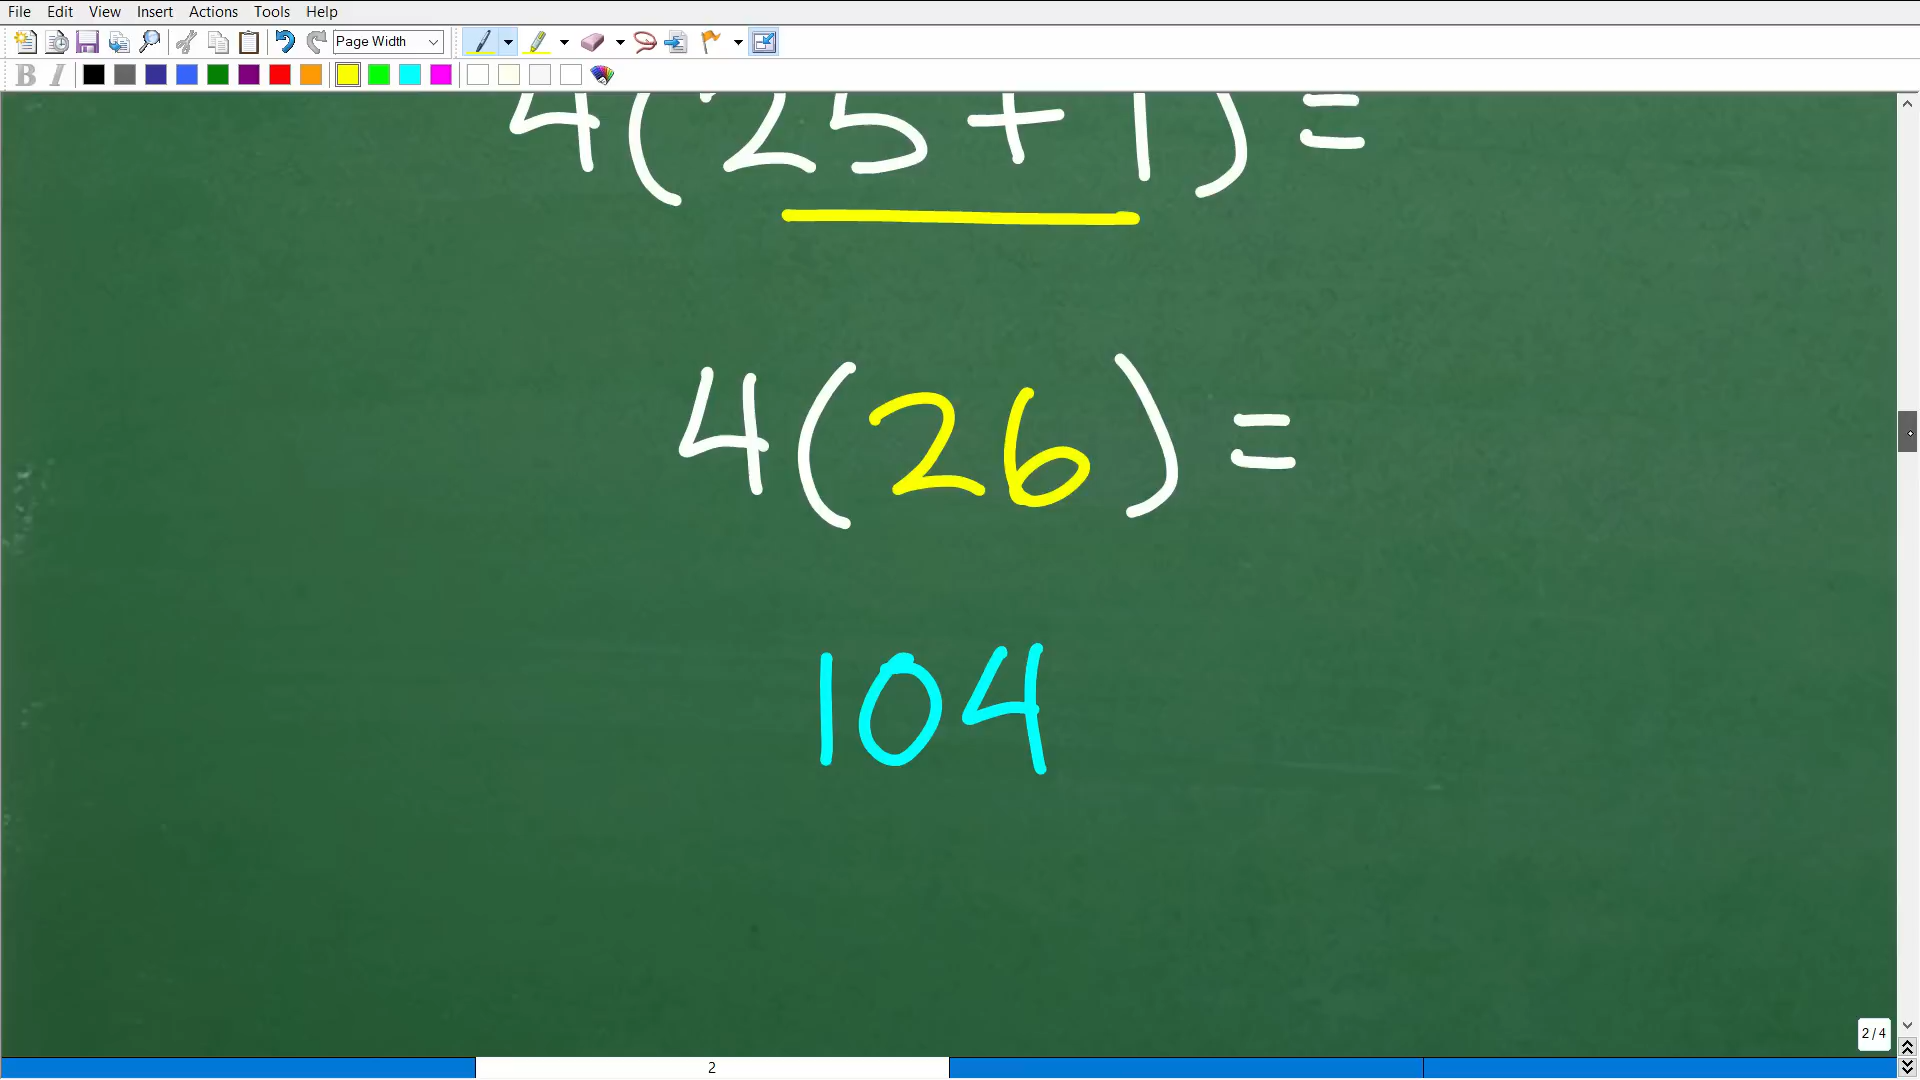 File Edit View Insert Actions Tools Help
Page Width
B I
4(25+1)=
4(26)=
104
2/4
2